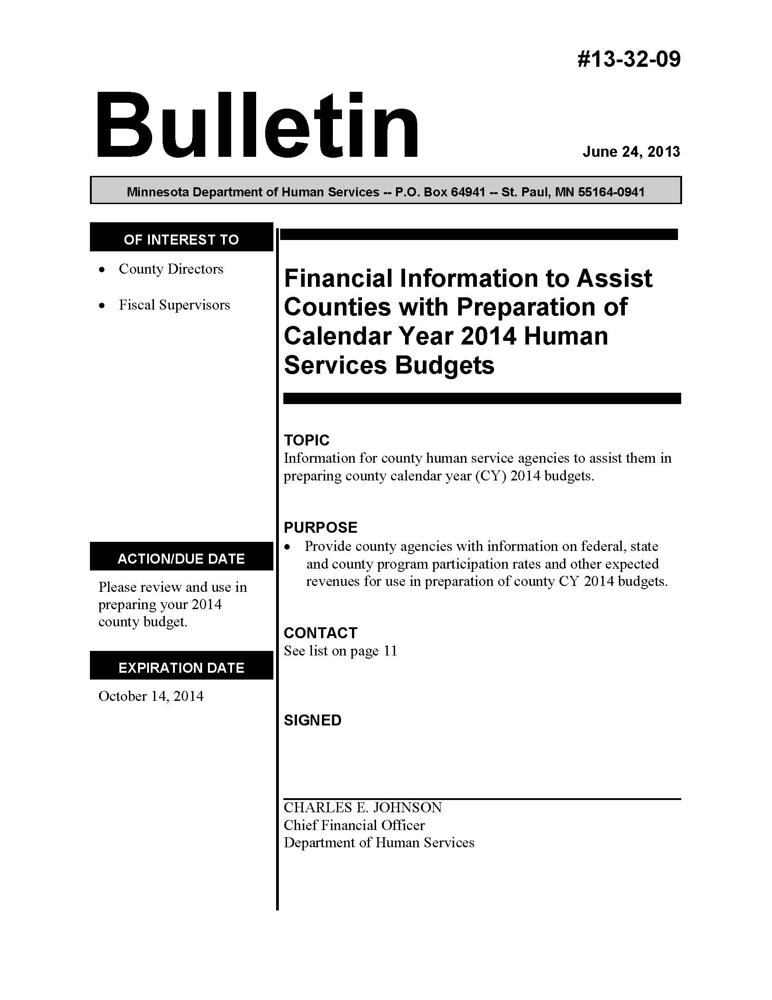 #13-32-09
Bulletin
June 24, 2013
Minnesota Department of Human Services -- P.O. Box 64941 -- St. Paul, MN 55164-0941
OF INTEREST TO
• County Directors
• Fiscal Supervisors
ACTION/DUE DATE
Please review and use in
preparing your 2014
county budget.
EXPIRATION DATE
October 14, 2014
Financial Information to Assist
Counties with Preparation of
Calendar Year 2014 Human
Services Budgets
TOPIC
Information for county human service agencies to assist them in
preparing county calendar year (CY) 2014 budgets.
PURPOSE
• Provide county agencies with information on federal, state
and county program participation rates and other expected
revenues for use in preparation of county CY 2014 budgets.
CONTACT
See list on page 11
SIGNED
CHARLES E. JOHNSON
Chief Financial Officer
Department of Human Services